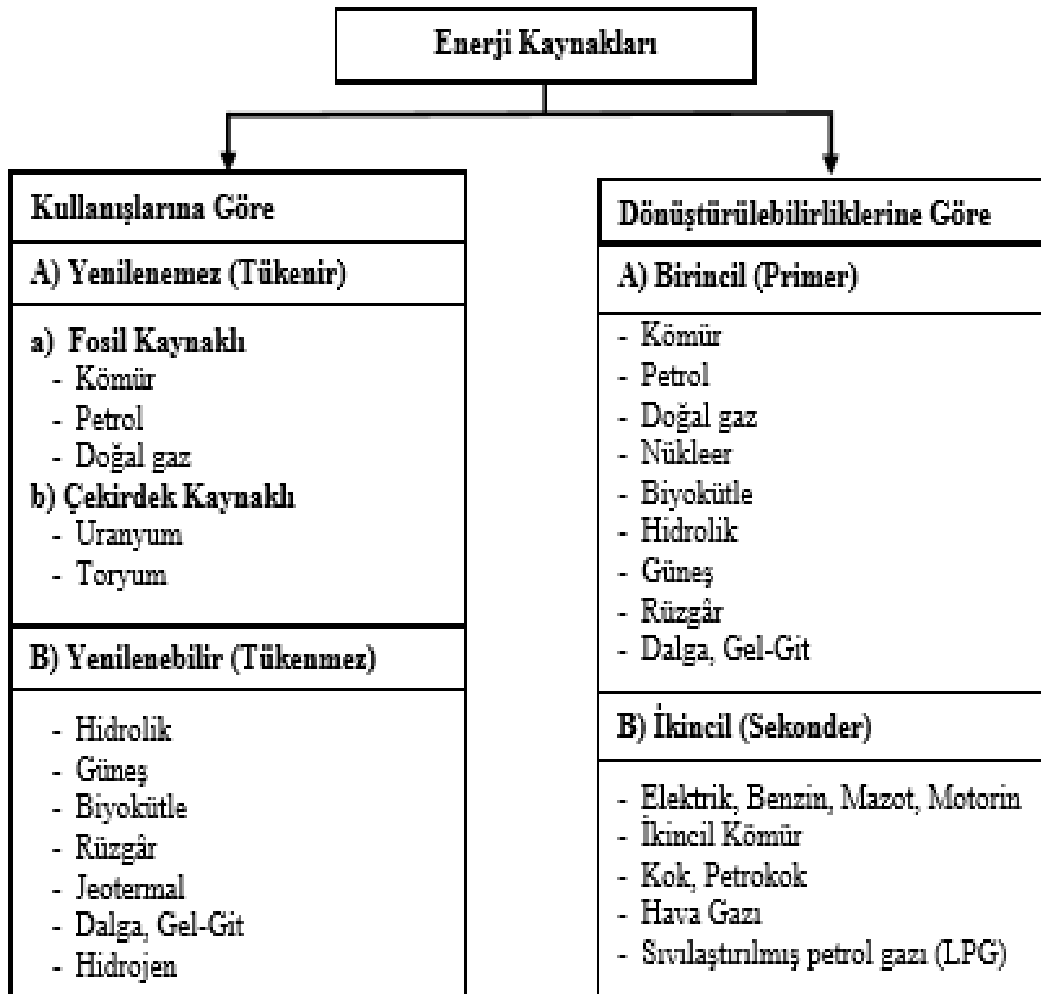 Enerji Kaynakları
Kullanışlarına Göre
A) Yenilenemez (Tükenir)
a) Fosil Kaynaklı
- Kömür
- Petrol
- Doğal gaz
b) Çekirdek Kaynaklı
- Uranyum
- Toryum
B) Yenilenebilir (Tükenmez)
- Hidrolik
- Güneş
- Biyokütle
- Rüzgâr
- Jeotermal
- Dalga, Gel-Git
- Hidrojen
Dönüştürülebilirliklerine Göre
A) Birincil (Primer)
- Kömür
- Petrol
- Doğal gaz
- Nükleer
- Biyokütle
- Hidrolik
- Güneş
- Rüzgâr
- Dalga, Gel-Git
B) İkincil (Sekonder)
- Elektrik, Benzin, Mazot, Motorin
- İkincil Kömür
- Kok, Petrokok
- Hava Gazı
- Sıvılaştırılmış petrol gazı (LPG)